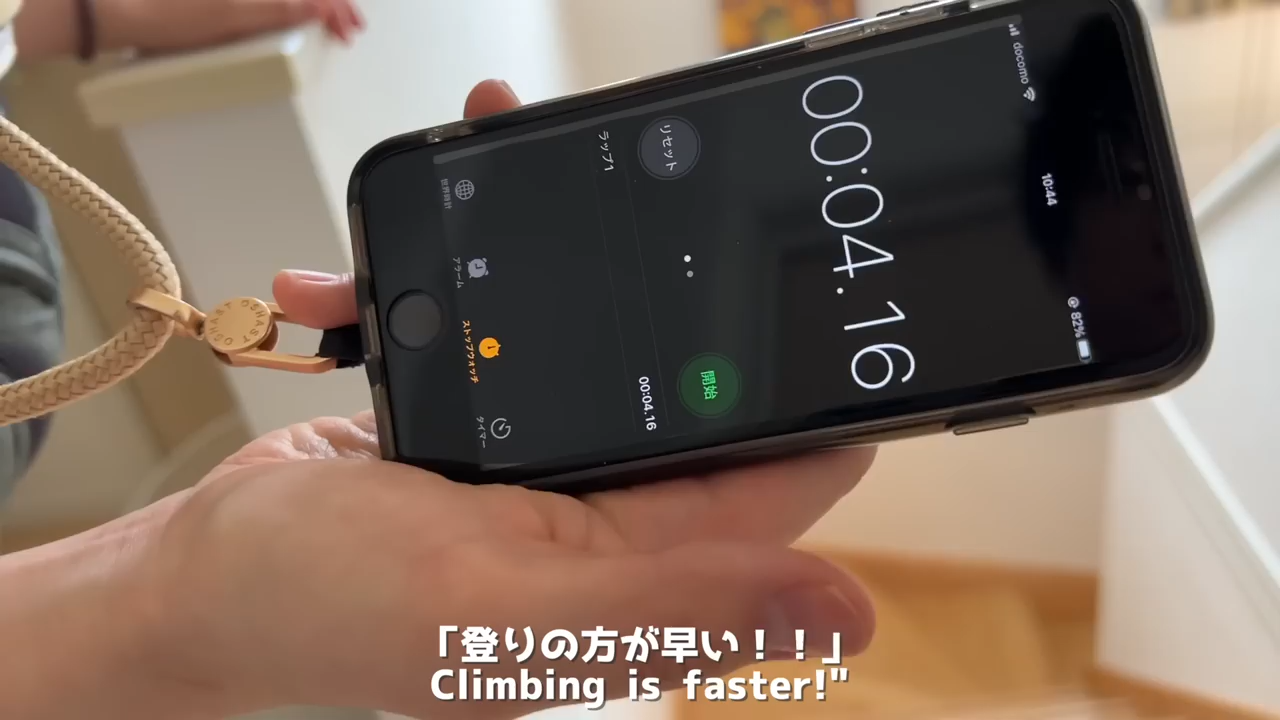 docomo
10:44
82%
00:04.16
リセット
開始
ラップ1
00:04.16
世界時計
アラーム
ストップウォッチ
タイマー
OSHAST OSHAST
「登りの方が早い！！」
Climbing is faster!"